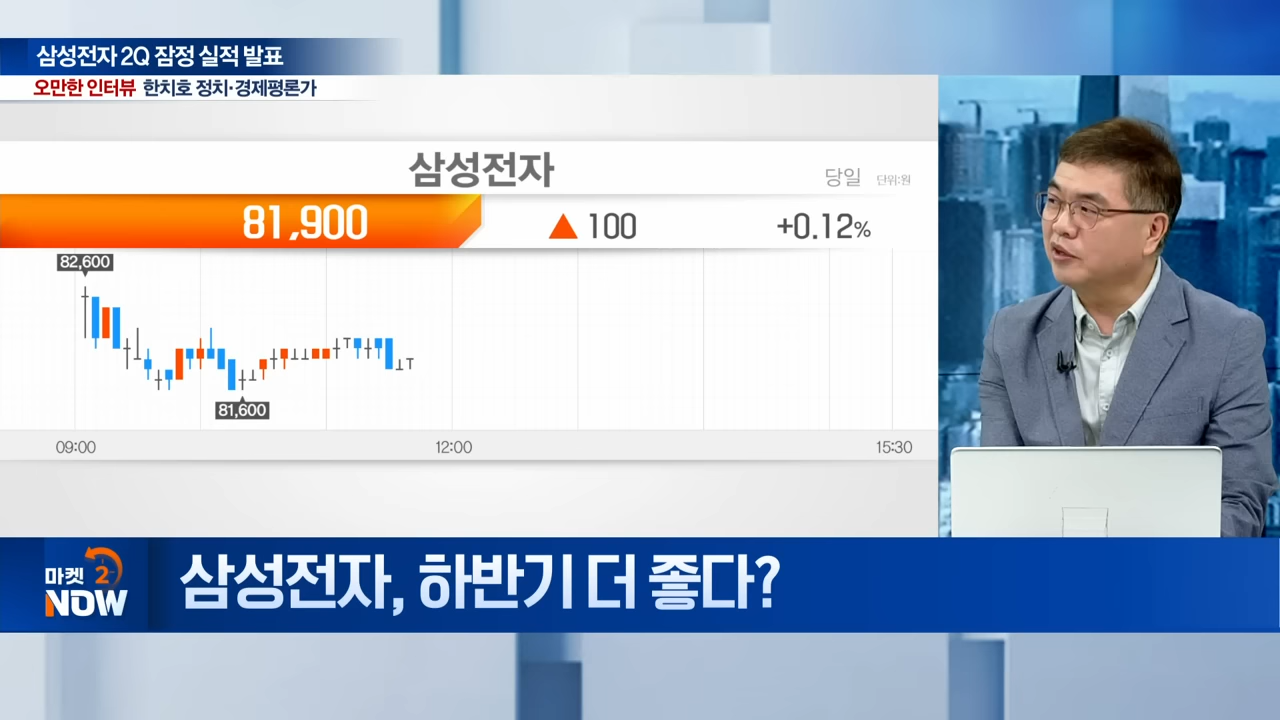 삼성전자 2Q 잠정 실적 발표
오만한 인터뷰 한치호 정치·경제평론가
삼성전자
당일 단위:원
81,900 ▲ 100 +0.12%
82,600
81,600
09:00 12:00 15:30
마켓 2
NOW
삼성전자, 하반기 더 좋다?